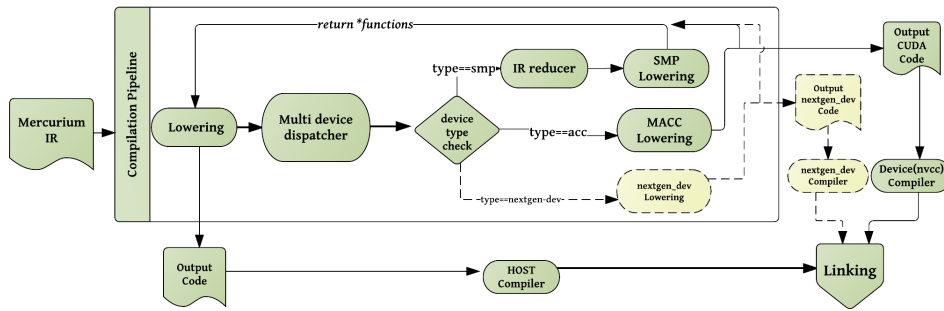 return *functions
Output
CUDA
Code
type==smp
IR reducer
SMP
Lowering
Compilation Pipeline
Mercurium
IR
Lowering
Multi device
dispatcher
device
type
check
type==acc
MACC
Lowering
Output
nextgen_dev
Code
type==nextgen-dev
nextgen_dev
Lowering
nextgen_dev
Compiler
Device(nvcc)
Compiler
Output
Code
HOST
Compiler
Linking